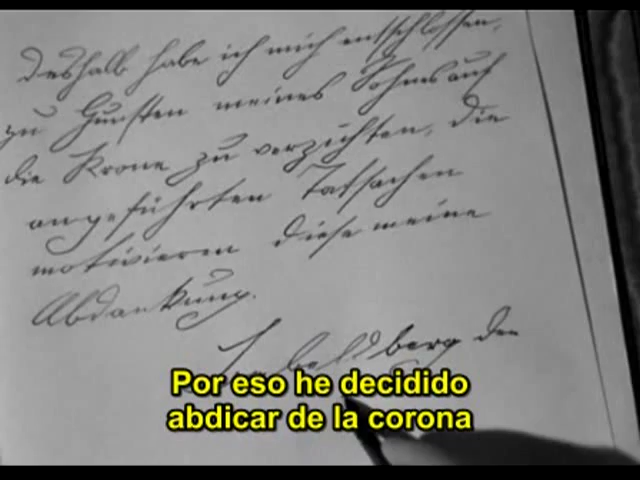 Deshalb habe ich mich entschlossen,
zu Gunsten meines Sohnes auf
die Krone zu verzichten, die
angeführten Tatsachen
motivieren diese meine
Abdankung.
den
Por eso he decidido
abdicar de la corona